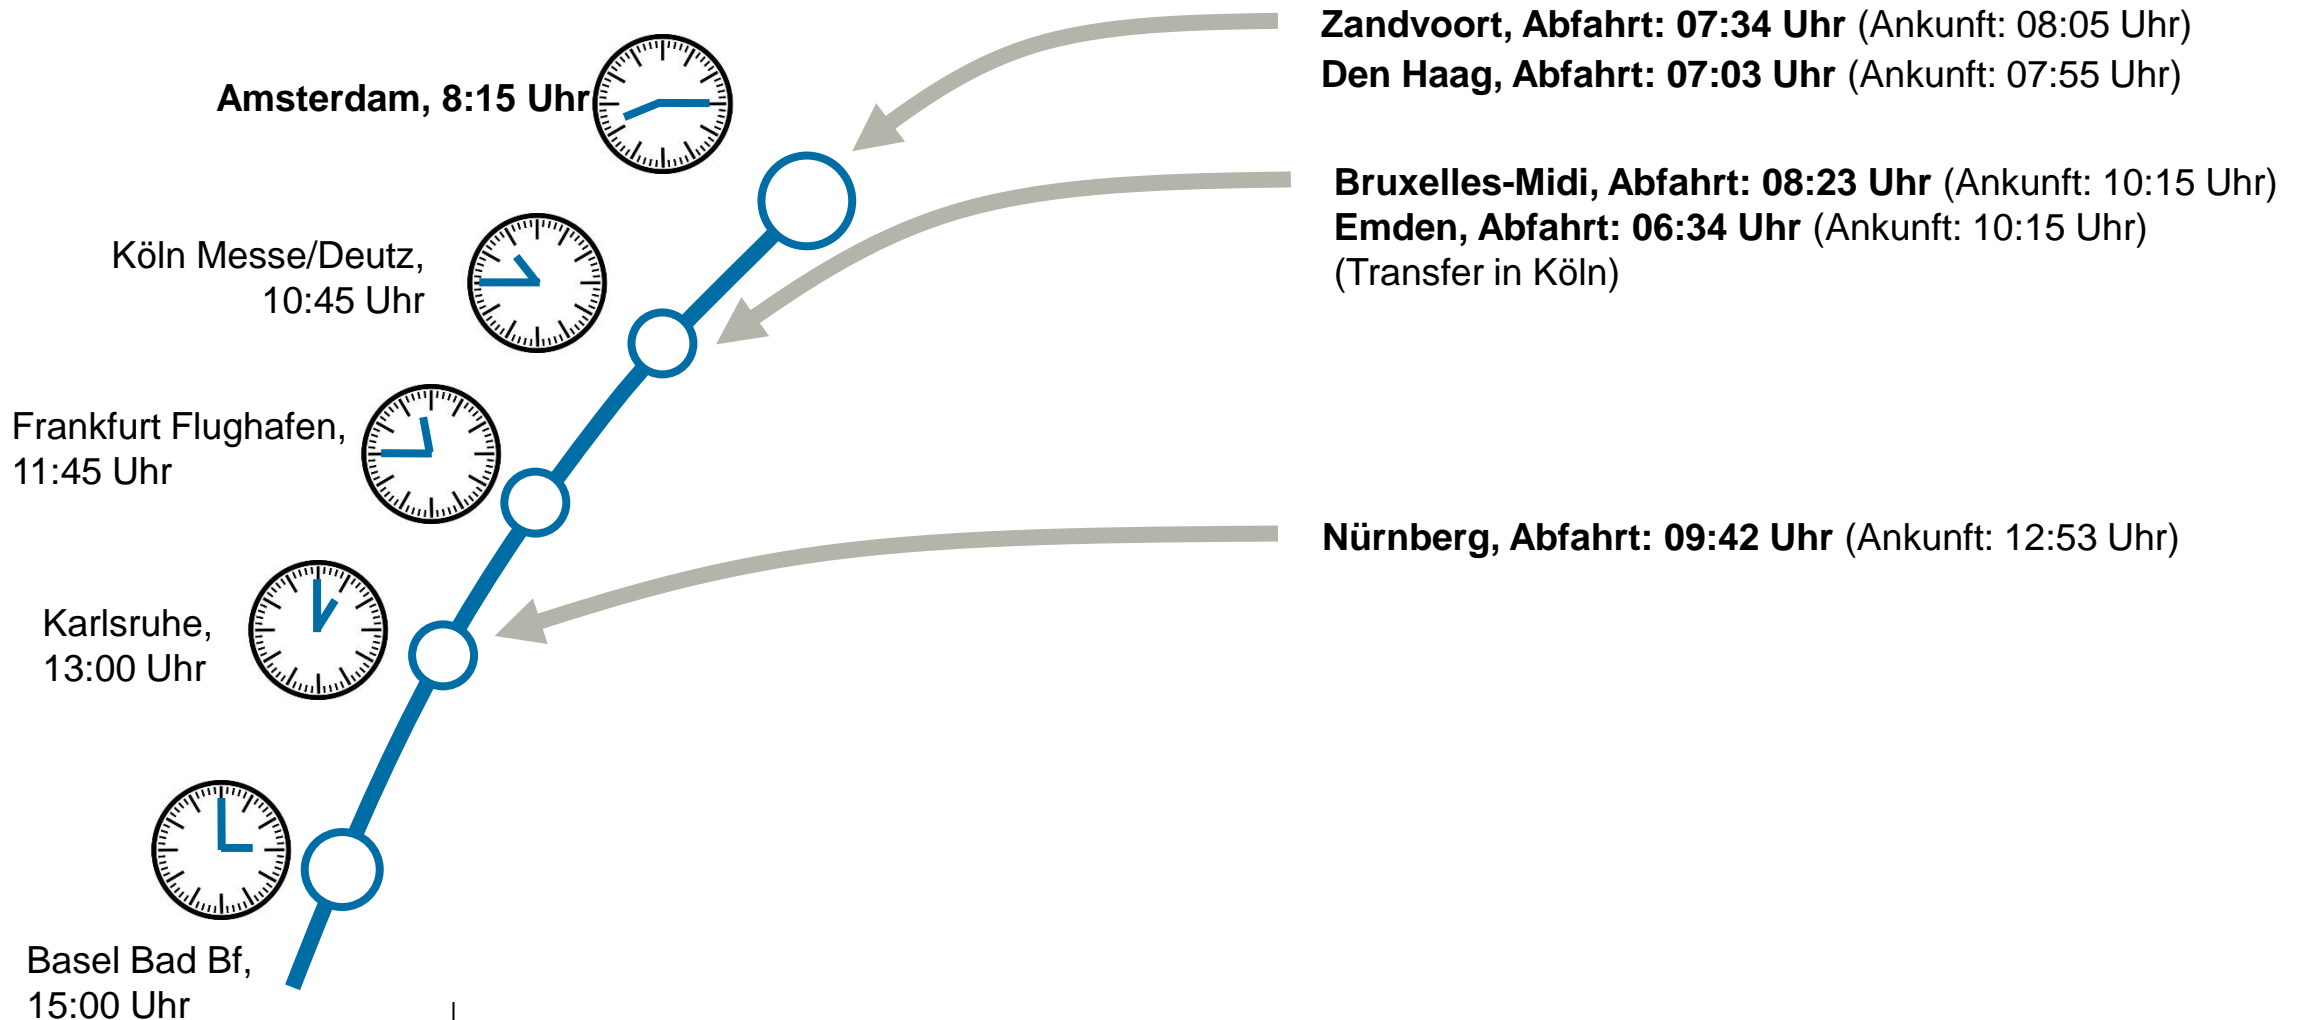 Zandvoort, Abfahrt: 07:34 Uhr (Ankunft: 08:05 Uhr)
Den Haag, Abfahrt: 07:03 Uhr (Ankunft: 07:55 Uhr)
Amsterdam, 8:15 Uhr
Bruxelles-Midi, Abfahrt: 08:23 Uhr (Ankunft: 10:15 Uhr)
Emden, Abfahrt: 06:34 Uhr (Ankunft: 10:15 Uhr)
(Transfer in Köln)
Köln Messe/Deutz,
10:45 Uhr
Frankfurt Flughafen,
11:45 Uhr
Nürnberg, Abfahrt: 09:42 Uhr (Ankunft: 12:53 Uhr)
Karlsruhe,
13:00 Uhr
Basel Bad Bf,
15:00 Uhr